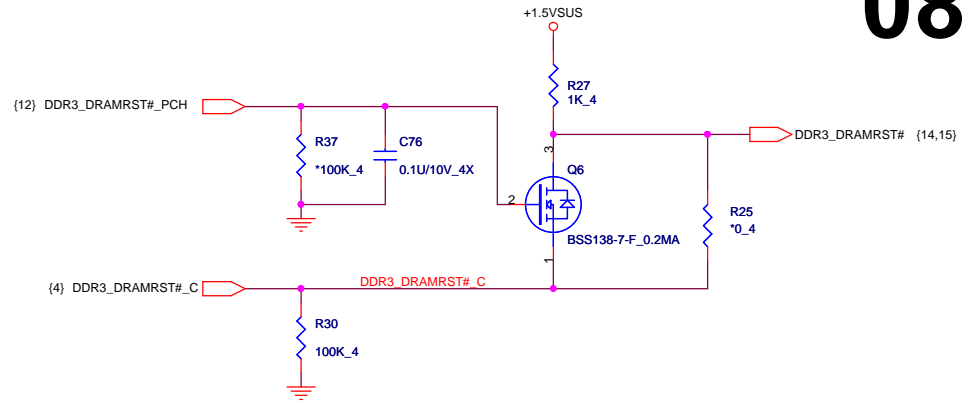 08
+1.5VSUS
R27
1K_4
{12} DDR3_DRAMRST#_PCH
R37
*100K_4
C76
0.1U/10V_4X
DDR3_DRAMRST# {14,15}
3
Q6
2
BSS138-7-F_0.2MA
1
R25
*0_4
{4} DDR3_DRAMRST#_C
DDR3_DRAMRST#_C
R30
100K_4